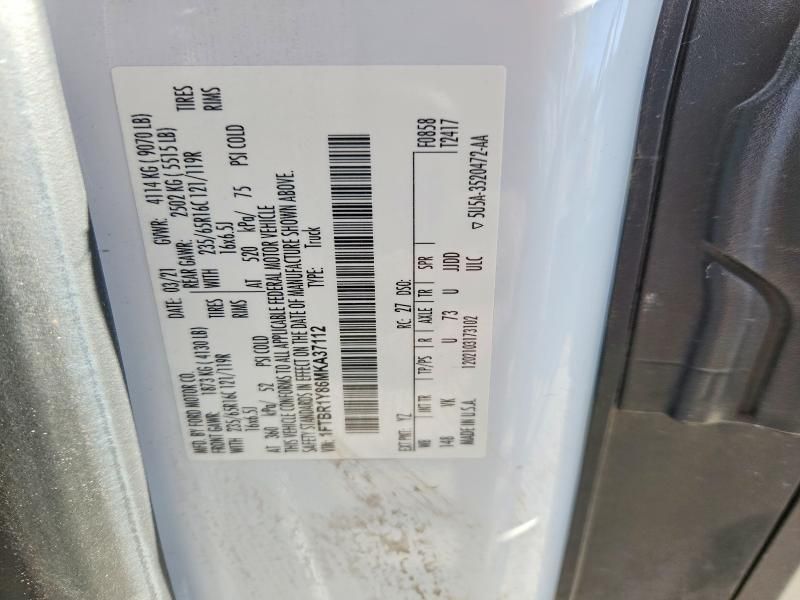 MFD. BY FORD MOTOR CO.
DATE: 03/21 GVWR: 4114 KG ( 9070 LB)
FRONT GAWR: 1873 KG ( 4130 LB) REAR GAWR: 2502 KG ( 5515 LB)
WITH 235/65R16C 121/119R TIRES WITH 235/65R16C 121/119R TIRES
16x6.5J RIMS 16x6.5J RIMS
AT 360 kPa/ 52 PSI COLD AT 520 kPa/ 75 PSI COLD
THIS VEHICLE CONFORMS TO ALL APPLICABLE FEDERAL MOTOR VEHICLE
SAFETY STANDARDS IN EFFECT ON THE DATE OF MANUFACTURE SHOWN ABOVE.
VIN: 1FTBR1Y86MKA37112 TYPE: Truck
F0858
T2417
EXT PNT: YZ RC: 27 DSO:
WB INT TR TP/PS R AXLE TR SPR
148 VK U 73 U JJDD
MADE IN U.S.A. 1202103173102 ULC
▽ 5U5A-3520472-AA